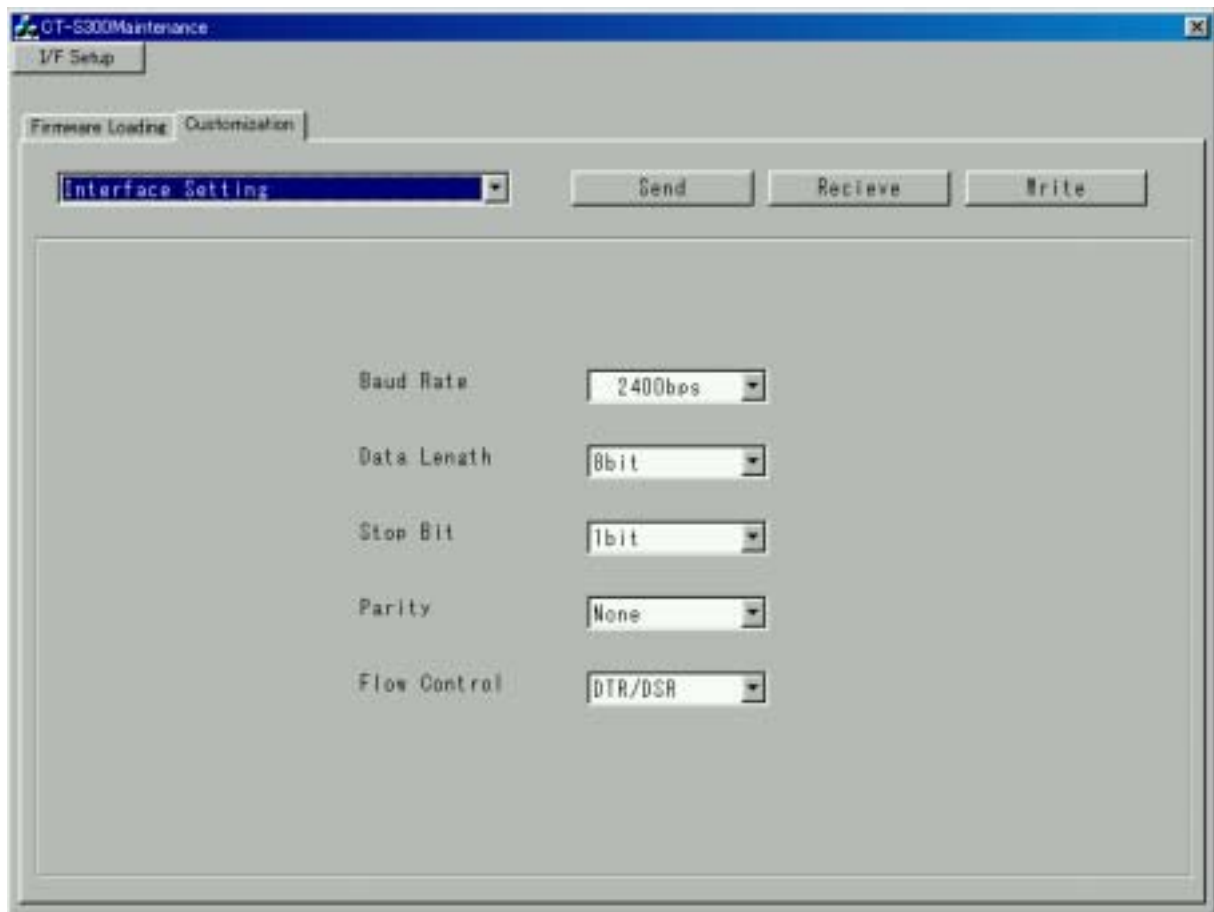 CT-S300Maintenance
I/F Setup
Firmware Loading Customization
Interface Setting Send Recieve Write
Baud Rate 2400bps
Data Length 8bit
Stop Bit 1bit
Parity None
Flow Control DTR/DSR